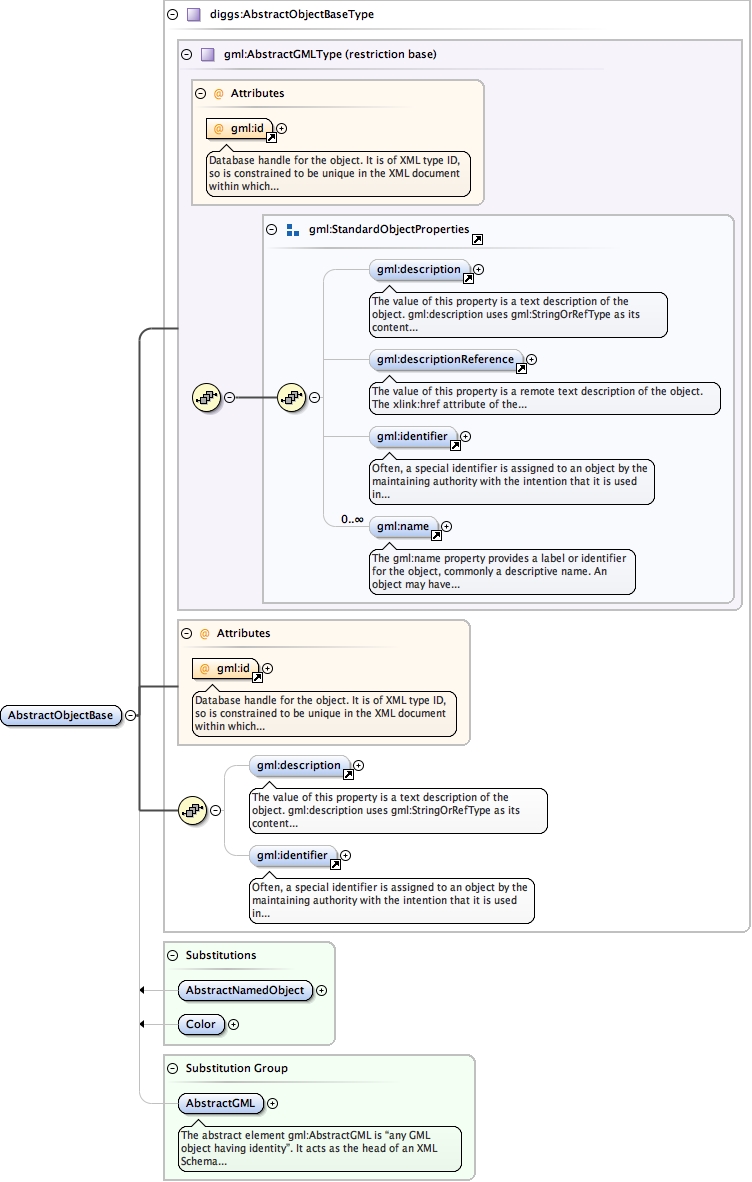 diggs:AbstractObjectBaseType
gml:AbstractGMLType (restriction base)
@ Attributes
@ gml:id
Database handle for the object. It is of XML type ID,
so is constrained to be unique in the XML document
within which...
gml:StandardObjectProperties
gml:description
The value of this property is a text description of the
object. gml:description uses gml:StringOrRefType as its
content...
gml:descriptionReference
The value of this property is a remote text description of the object.
The xlink:href attribute of the...
gml:identifier
Often, a special identifier is assigned to an object by the
maintaining authority with the intention that it is used
in...
0..∞
gml:name
The gml:name property provides a label or identifier
for the object, commonly a descriptive name. An
object may have...
@ Attributes
@ gml:id
Database handle for the object. It is of XML type ID,
so is constrained to be unique in the XML document
within which...
AbstractObjectBase
gml:description
The value of this property is a text description of the
object. gml:description uses gml:StringOrRefType as its
content...
gml:identifier
Often, a special identifier is assigned to an object by the
maintaining authority with the intention that it is used
in...
Substitutions
AbstractNamedObject
Color
Substitution Group
AbstractGML
The abstract element gml:AbstractGML is "any GML
object having identity". It acts as the head of an XML
Schema...